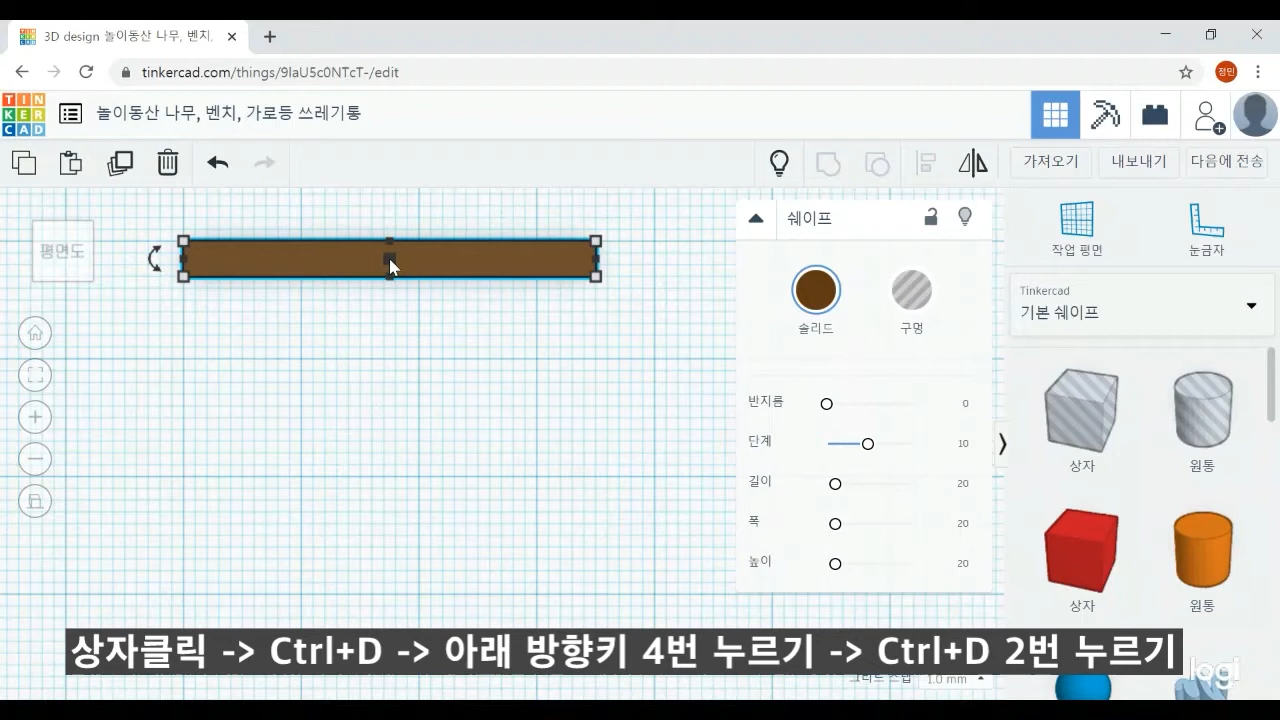 3D design 놀이동산 나무, 벤치,
tinkercad.com/things/9IaU5c0NTcT-/edit
정민
TIN
KER
CAD
놀이동산 나무, 벤치, 가로등 쓰레기통
가져오기
내보내기
다음에 전송
평면도
쉐이프
작업 평면
눈금자
솔리드
구멍
Tinkercad
기본 쉐이프
반지름 0
단계 10
길이 20
폭 20
높이 20
상자
원통
상자
원통
상자클릭 -> Ctrl+D -> 아래 방향키 4번 누르기 -> Ctrl+D 2번 누르기
그리드 스냅 1.0 mm
logi